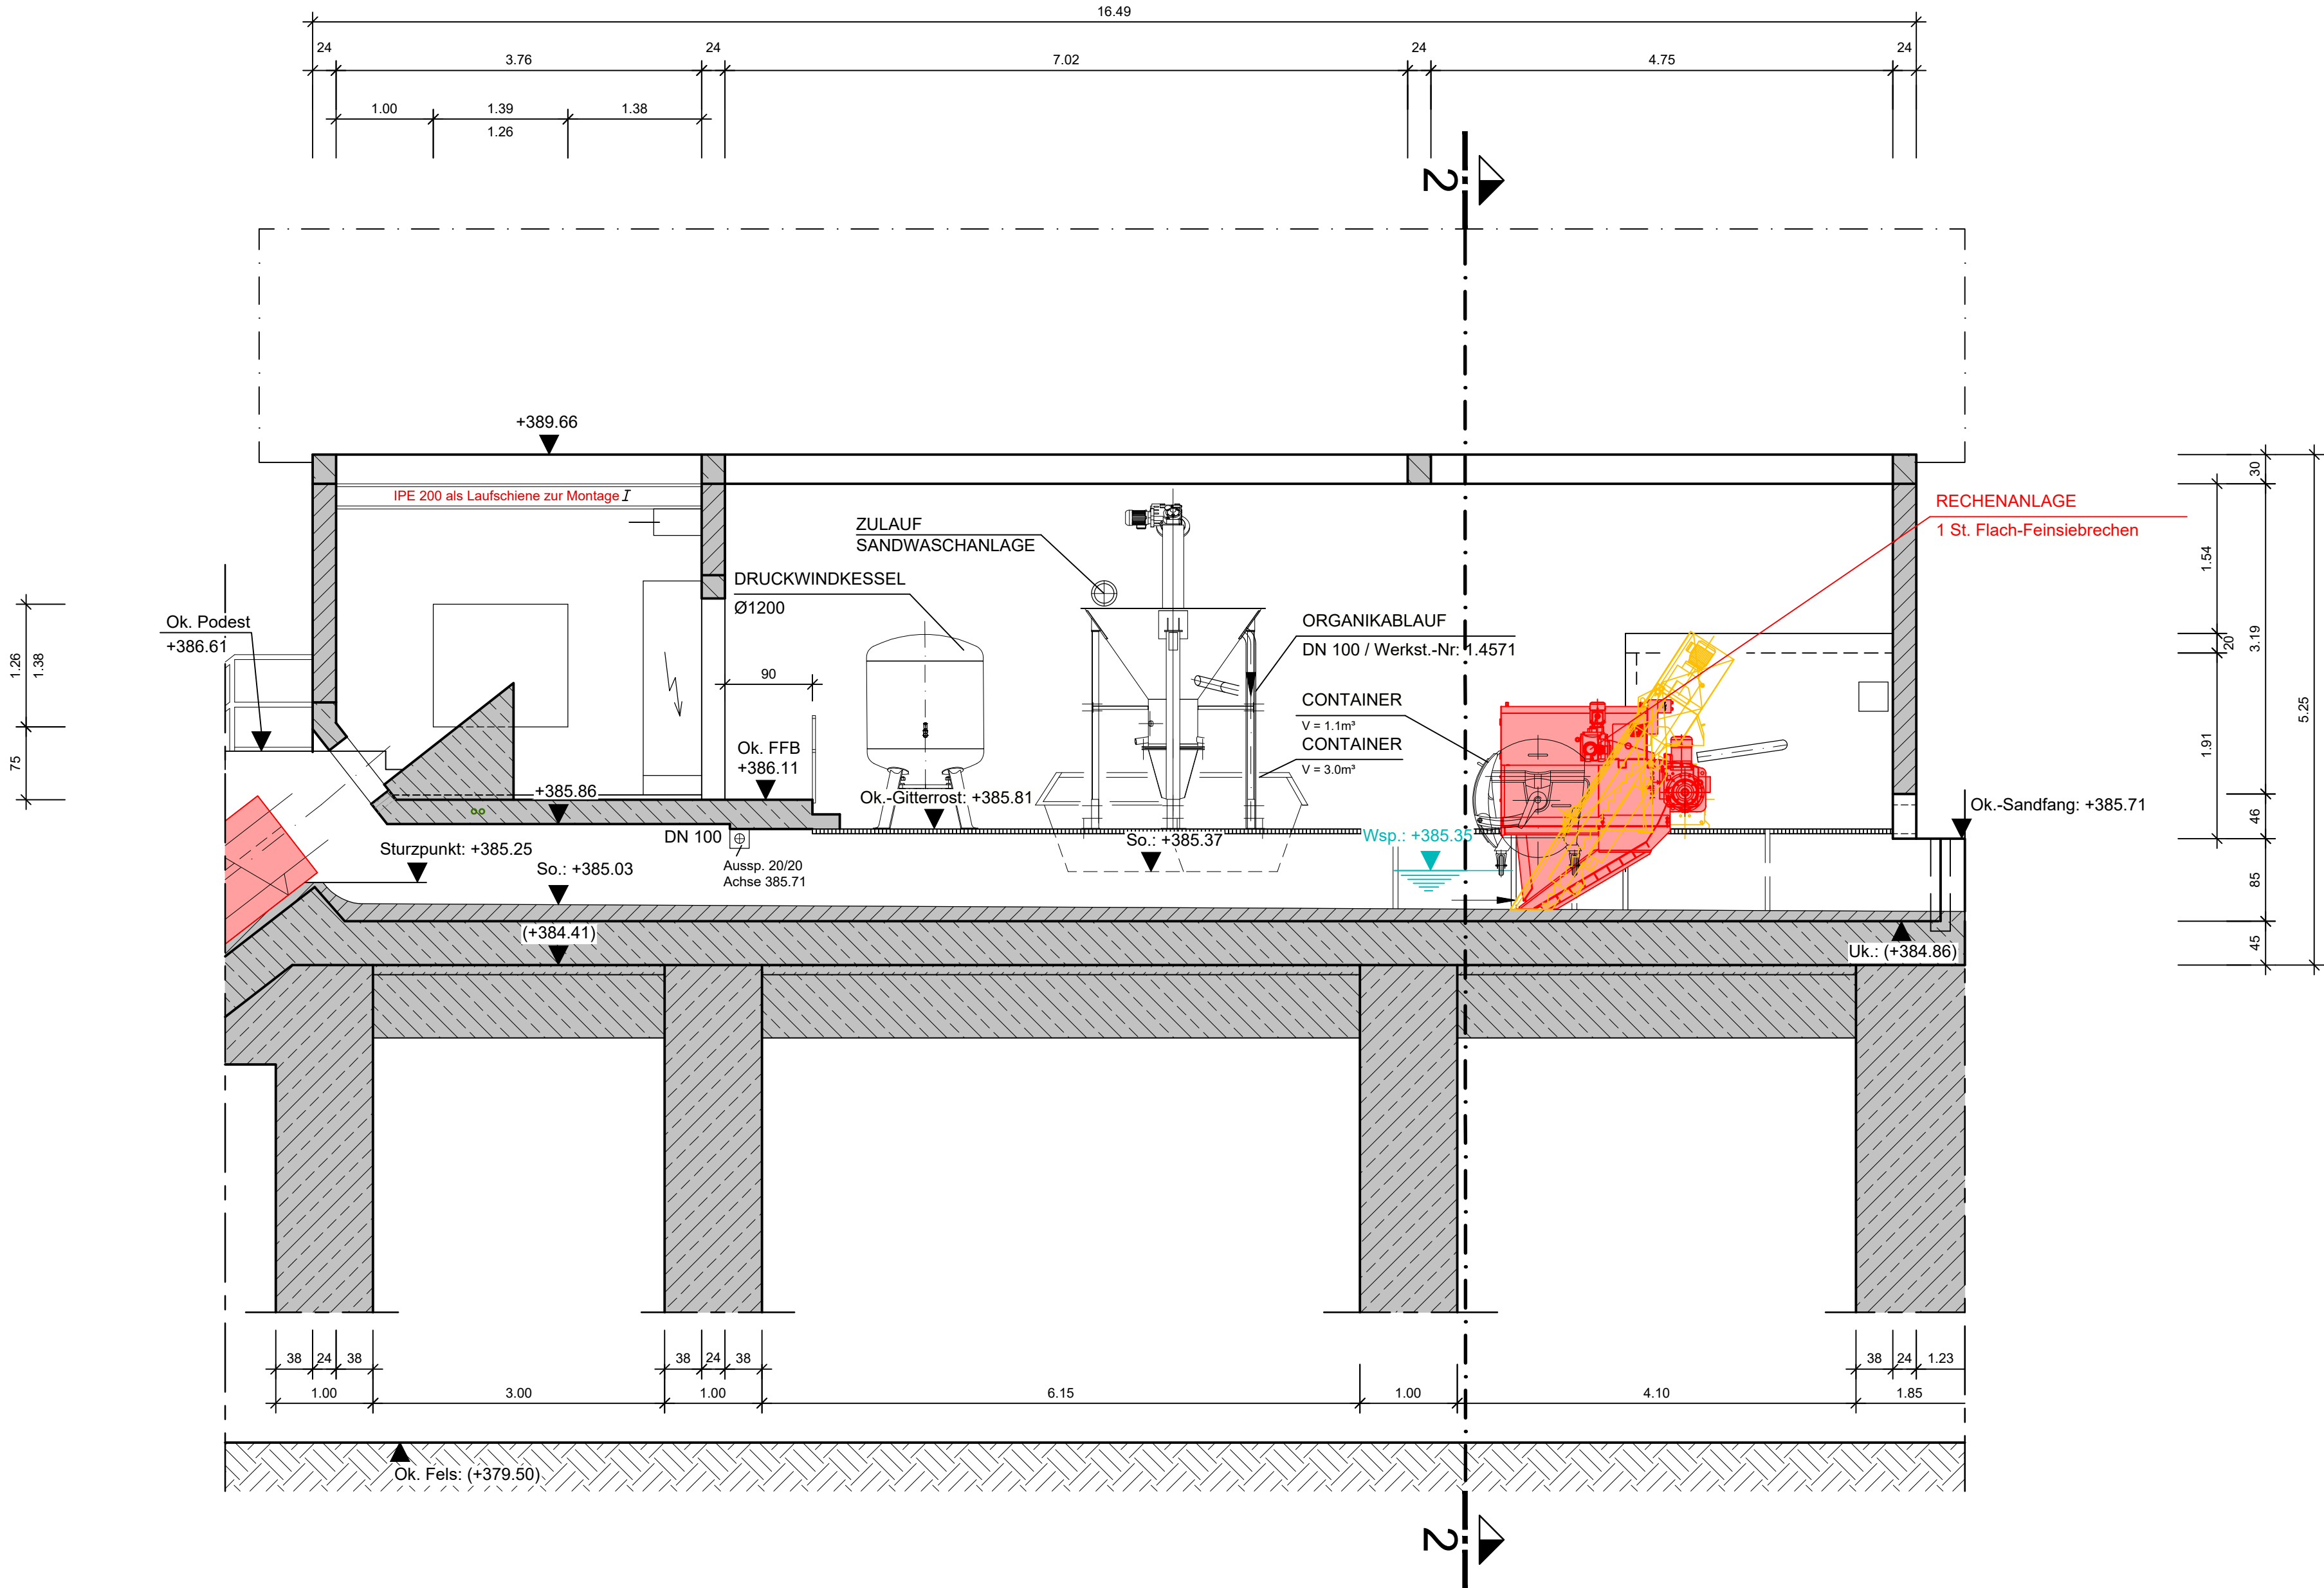 16.49
24
3.76
24
7.02
24
4.75
24
1.00
1.39
1.38
1.26
2
+389.66
IPE 200 als Laufschiene zur Montage I
ZULAUF
SANDWASCHANLAGE
DRUCKWINDKESSEL
Ø1200
ORGANIKABLAUF
DN 100 / Werkst.-Nr: 1.4571
CONTAINER
V = 1.1m³
CONTAINER
V = 3.0m³
RECHENANLAGE
1 St. Flach-Feinsiebrechen
Ok. Podest
+386.61
1.26
1.38
75
90
Ok. FFB
+386.11
+385.86
Ok.-Gitterrost: +385.81
DN 100
Aussp. 20/20
Achse 385.71
Sturzpunkt: +385.25
So.: +385.03
So.: +385.37
Wsp.: +385.35
Ok.-Sandfang: +385.71
(+384.41)
Uk.: (+384.86)
30
1.54
20
3.19
5.25
1.91
46
85
45
38
24
38
38
24
38
38
24
1.23
1.00
3.00
1.00
6.15
1.00
4.10
1.85
Ok. Fels: (+379.50)
2